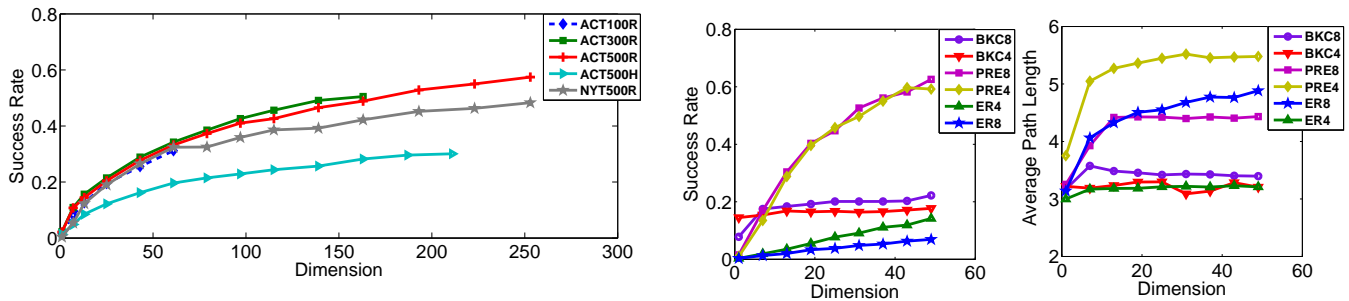 0.8
0.6
0.4
0.2
0
Success Rate
0
50
100
150
200
250
300
Dimension
ACT100R
ACT300R
ACT500R
ACT500H
NYT500R
0.8
0.6
0.4
0.2
0
Success Rate
0
20
40
60
Dimension
BKC8
BKC4
PRE8
PRE4
ER4
ER8
6
5
4
3
2
Average Path Length
0
20
40
60
Dimension
BKC8
BKC4
PRE8
PRE4
ER8
ER4